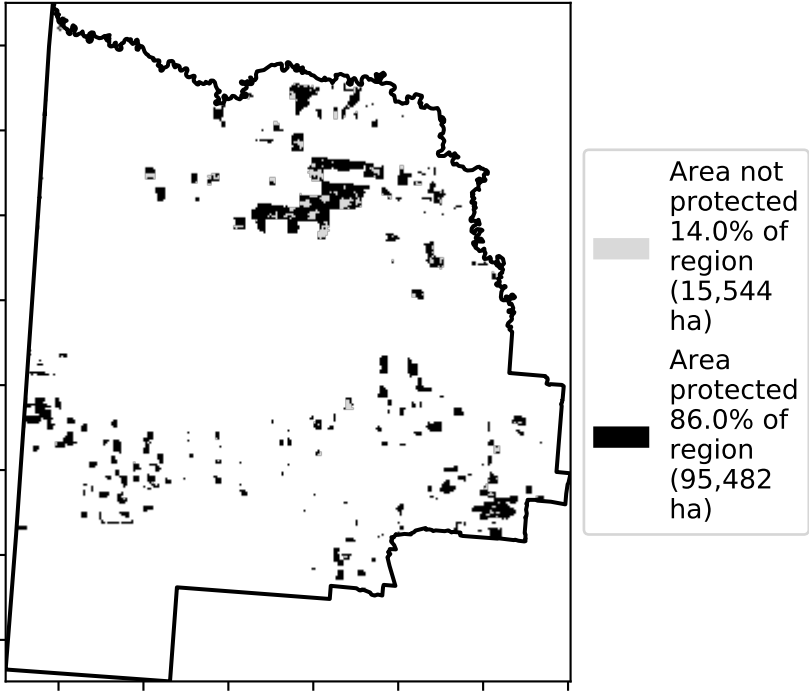 Area not
protected
14.0% of
region
(15,544
ha)
Area
protected
86.0% of
region
(95,482
ha)